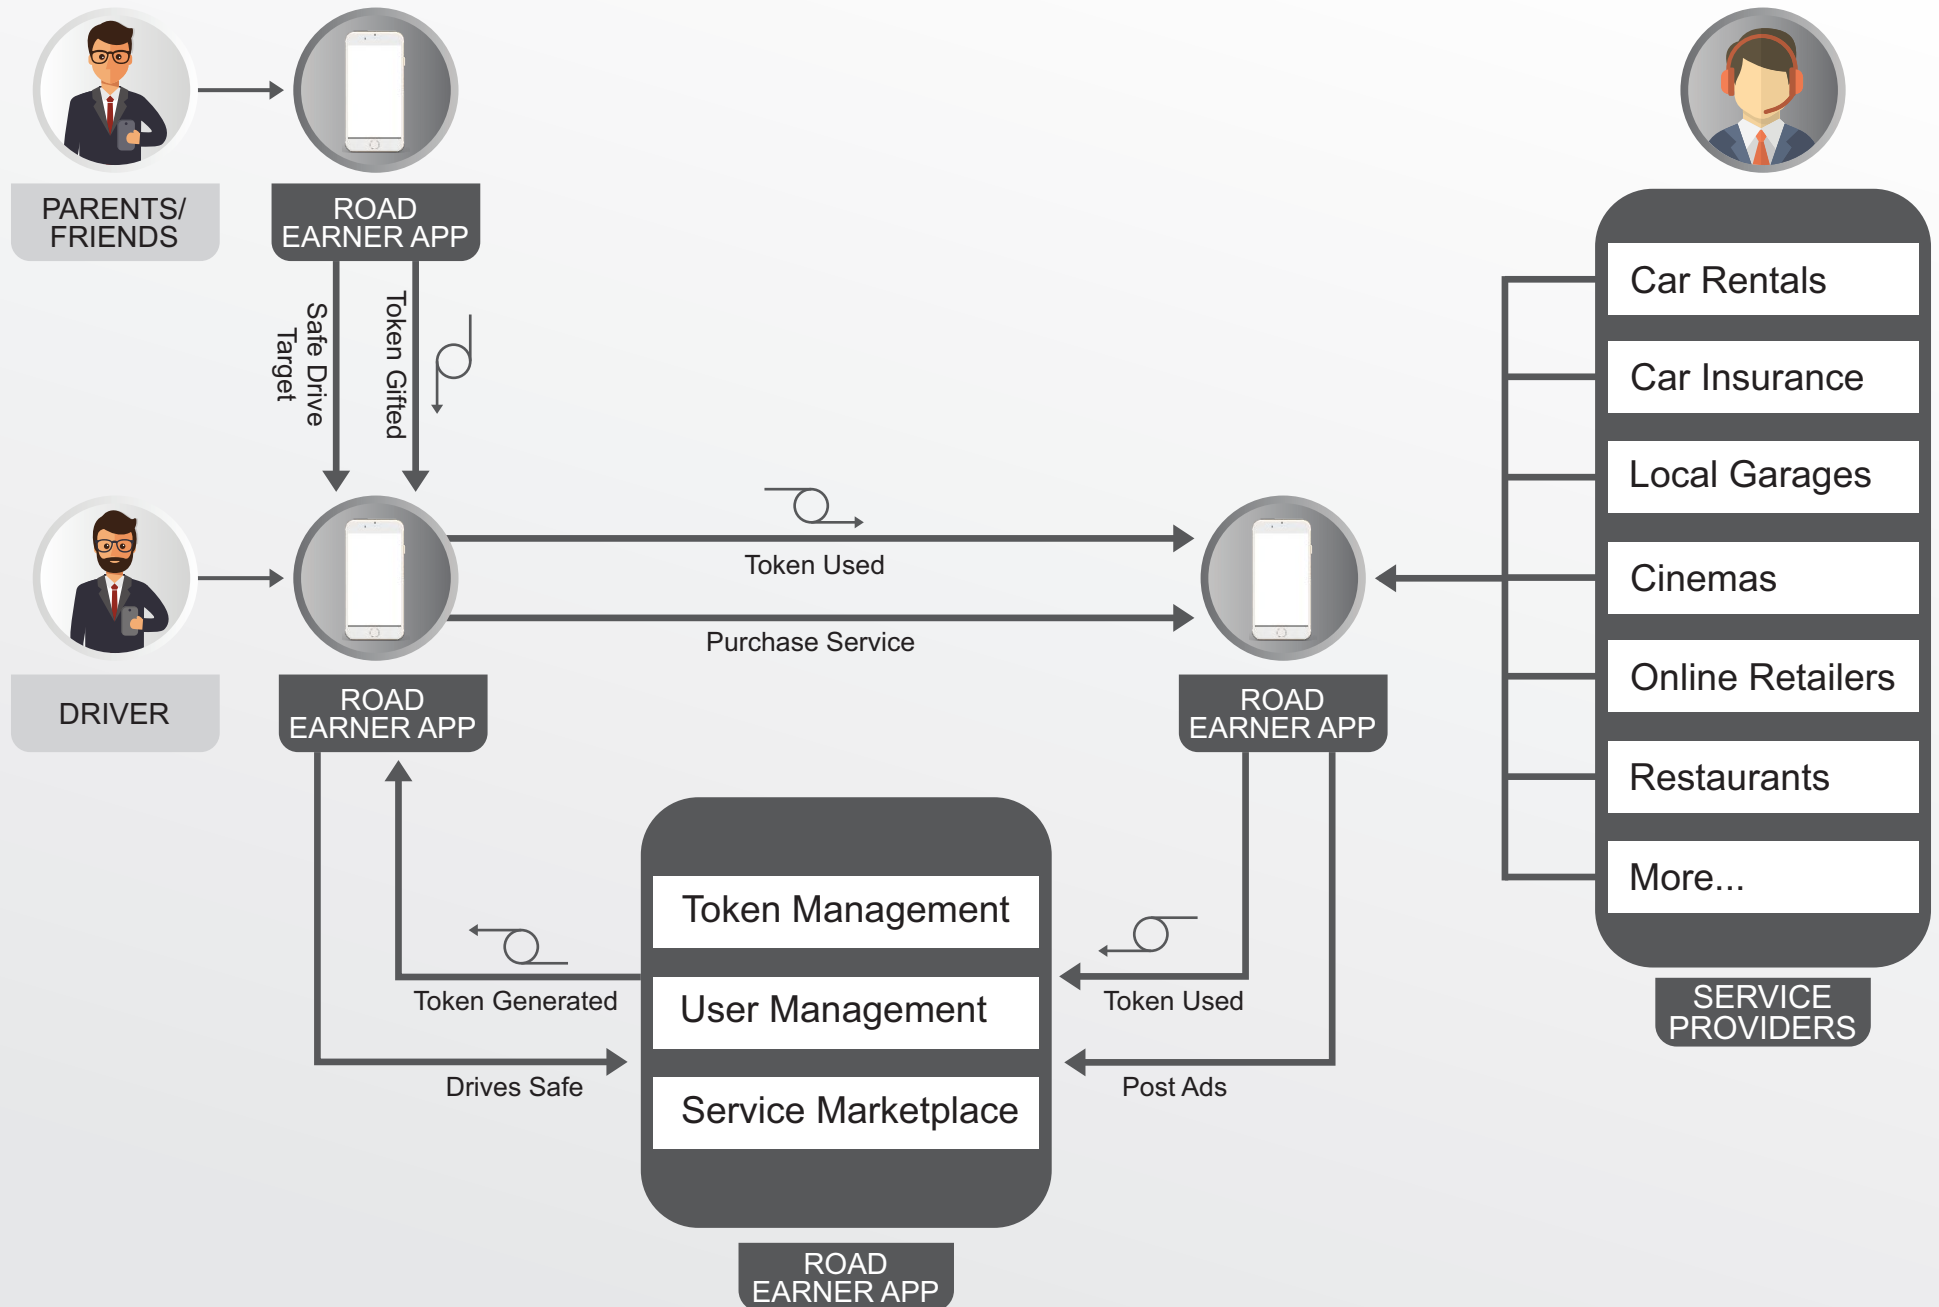 PARENTS/
FRIENDS
ROAD
EARNER APP
Safe Drive
Target
Token Gifted
Car Rentals
Car Insurance
Local Garages
Cinemas
Online Retailers
Restaurants
More...
SERVICE
PROVIDERS
Token Used
Purchase Service
DRIVER
ROAD
EARNER APP
ROAD
EARNER APP
Token Generated
Drives Safe
Token Management
User Management
Service Marketplace
Token Used
Post Ads
ROAD
EARNER APP